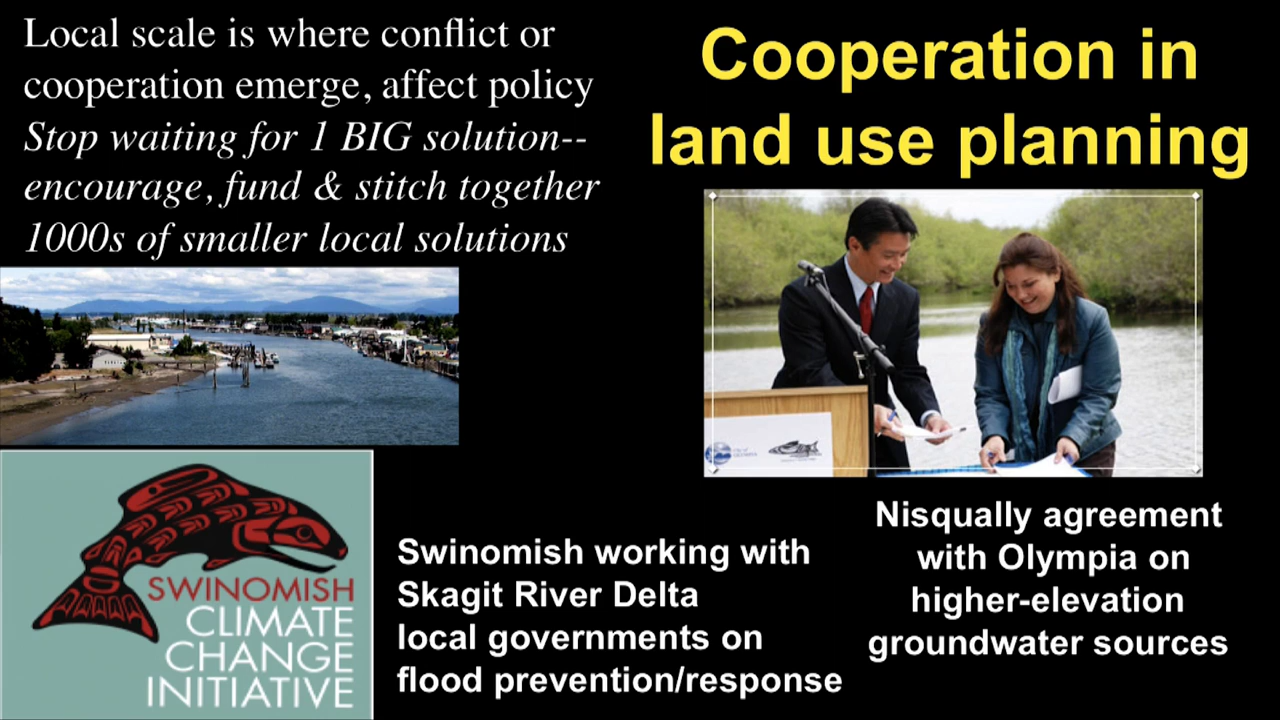 Local scale is where conflict or
cooperation emerge, affect policy
Stop waiting for 1 BIG solution--
encourage, fund & stitch together
1000s of smaller local solutions
Cooperation in
land use planning
SWINOMISH
CLIMATE
CHANGE
INITIATIVE
Swinomish working with
Skagit River Delta
local governments on
flood prevention/response
Nisqually agreement
with Olympia on
higher-elevation
groundwater sources